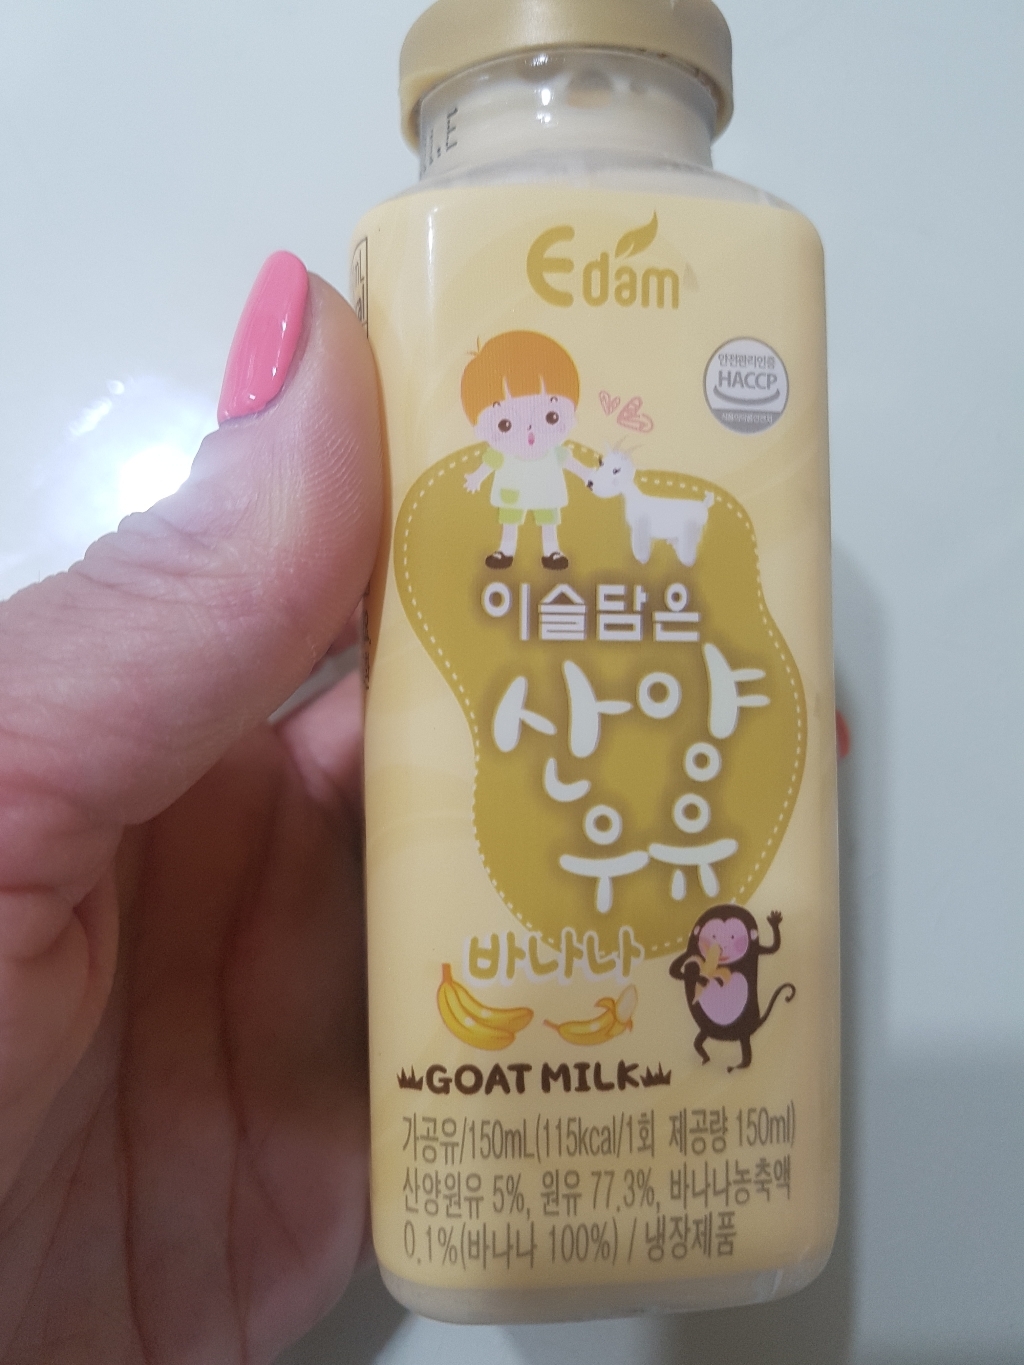 Edam
안전관리인증
HACCP
이슬담은
산양
우유
바나나
GOAT MILK
가공유/150mL(115kcal/1회 제공량 150ml)
산양원유 5%, 원유 77.3%, 바나나농축액
0.1%(바나나 100%) / 냉장제품